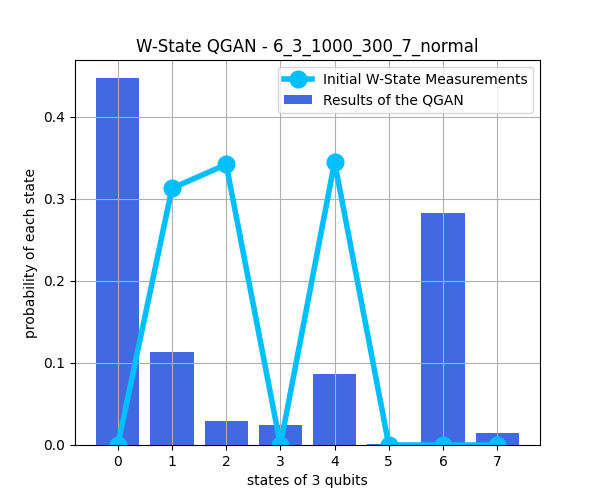 W-State QGAN - 6_3_1000_300_7_normal
Initial W-State Measurements
Results of the QGAN
probability of each state
0.4
0.3
0.2
0.1
0.0
0 1 2 3 4 5 6 7
states of 3 qubits